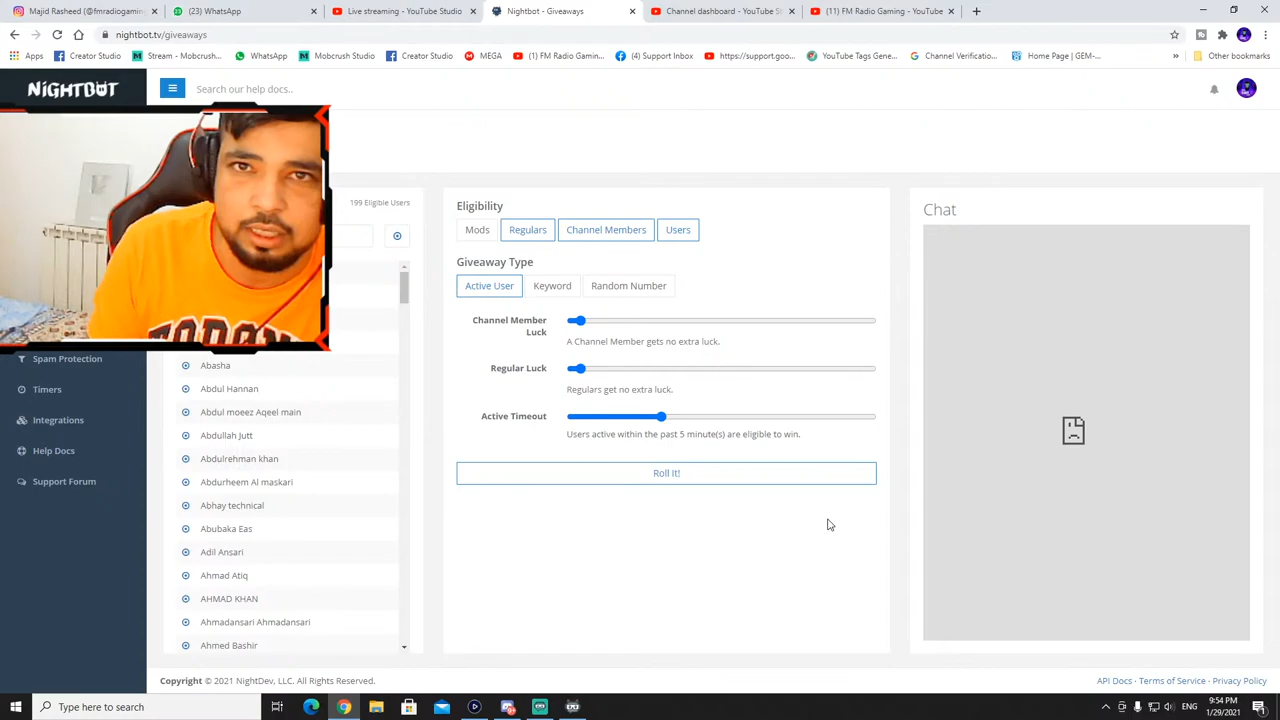 Majid Rashid (@fmradiogamin
(23) WhatsApp
Live streaming - YouTube Studio
Nightbot - Giveaways
Channel dashboard - YouTube St
(11) FM Radio Gaming - YouTube
nightbot.tv/giveaways
Apps
Creator Studio
Stream - Mobcrush
WhatsApp
Creator Studio
MEGA
(1) FM Radio Gami...
(4) Support Inbox
https://support.goo...
YouTube Tags Gene...
Channel Verificatio...
Home Page | GEM-...
Other bookmarks
NIGHTBOT
Search our help docs..
199 Eligible Users
Spam Protection
Timers
Integrations
Help Docs
Support Forum
Abasha
Abdul Hannan
Abdul moeez Aqeel main
Abdullah Jutt
Abdulrehman khan
Abdurheem Al maskari
Abhay technical
Abubaka Eas
Adil Ansari
Ahmad Atiq
AHMAD KHAN
Ahmadansari Ahmadansari
Ahmed Bashir
Eligibility
Mods
Regulars
Channel Members
Users
Giveaway Type
Active User
Keyword
Random Number
Channel Member
Luck
A Channel Member gets no extra luck.
Regular Luck
Regulars get no extra luck.
Active Timeout
Users active within the past 5 minute(s) are eligible to win.
Roll It!
Chat
Copyright © 2021 NightDev, LLC. All Rights Reserved.
API Docs · Terms of Service · Privacy Policy
Type here to search
ENG
9:54 PM
1/29/2021